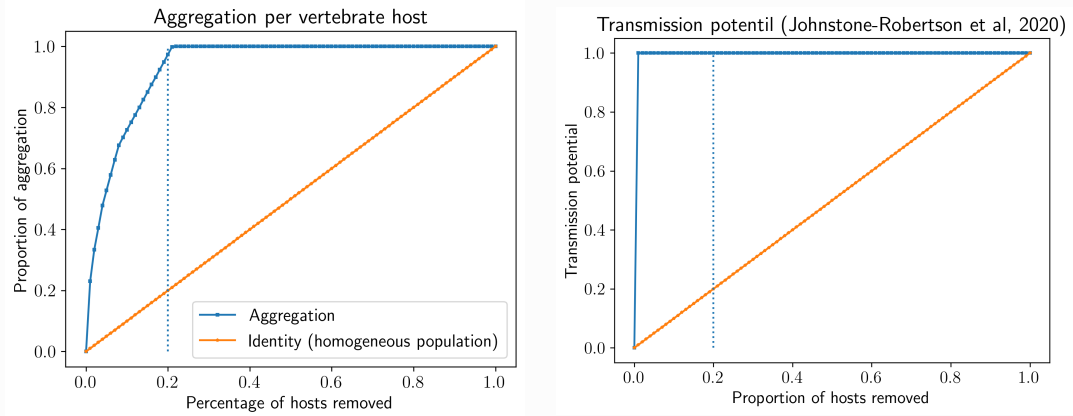 Aggregation per vertebrate host
Proportion of aggregation
1.0
0.8
0.6
0.4
0.2
0.0
Aggregation
Identity (homogeneous population)
0.0 0.2 0.4 0.6 0.8 1.0
Percentage of hosts removed
Transmission potentil (Johnstone-Robertson et al, 2020)
Transmission potential
1.0
0.8
0.6
0.4
0.2
0.0
0.0 0.2 0.4 0.6 0.8 1.0
Proportion of hosts removed